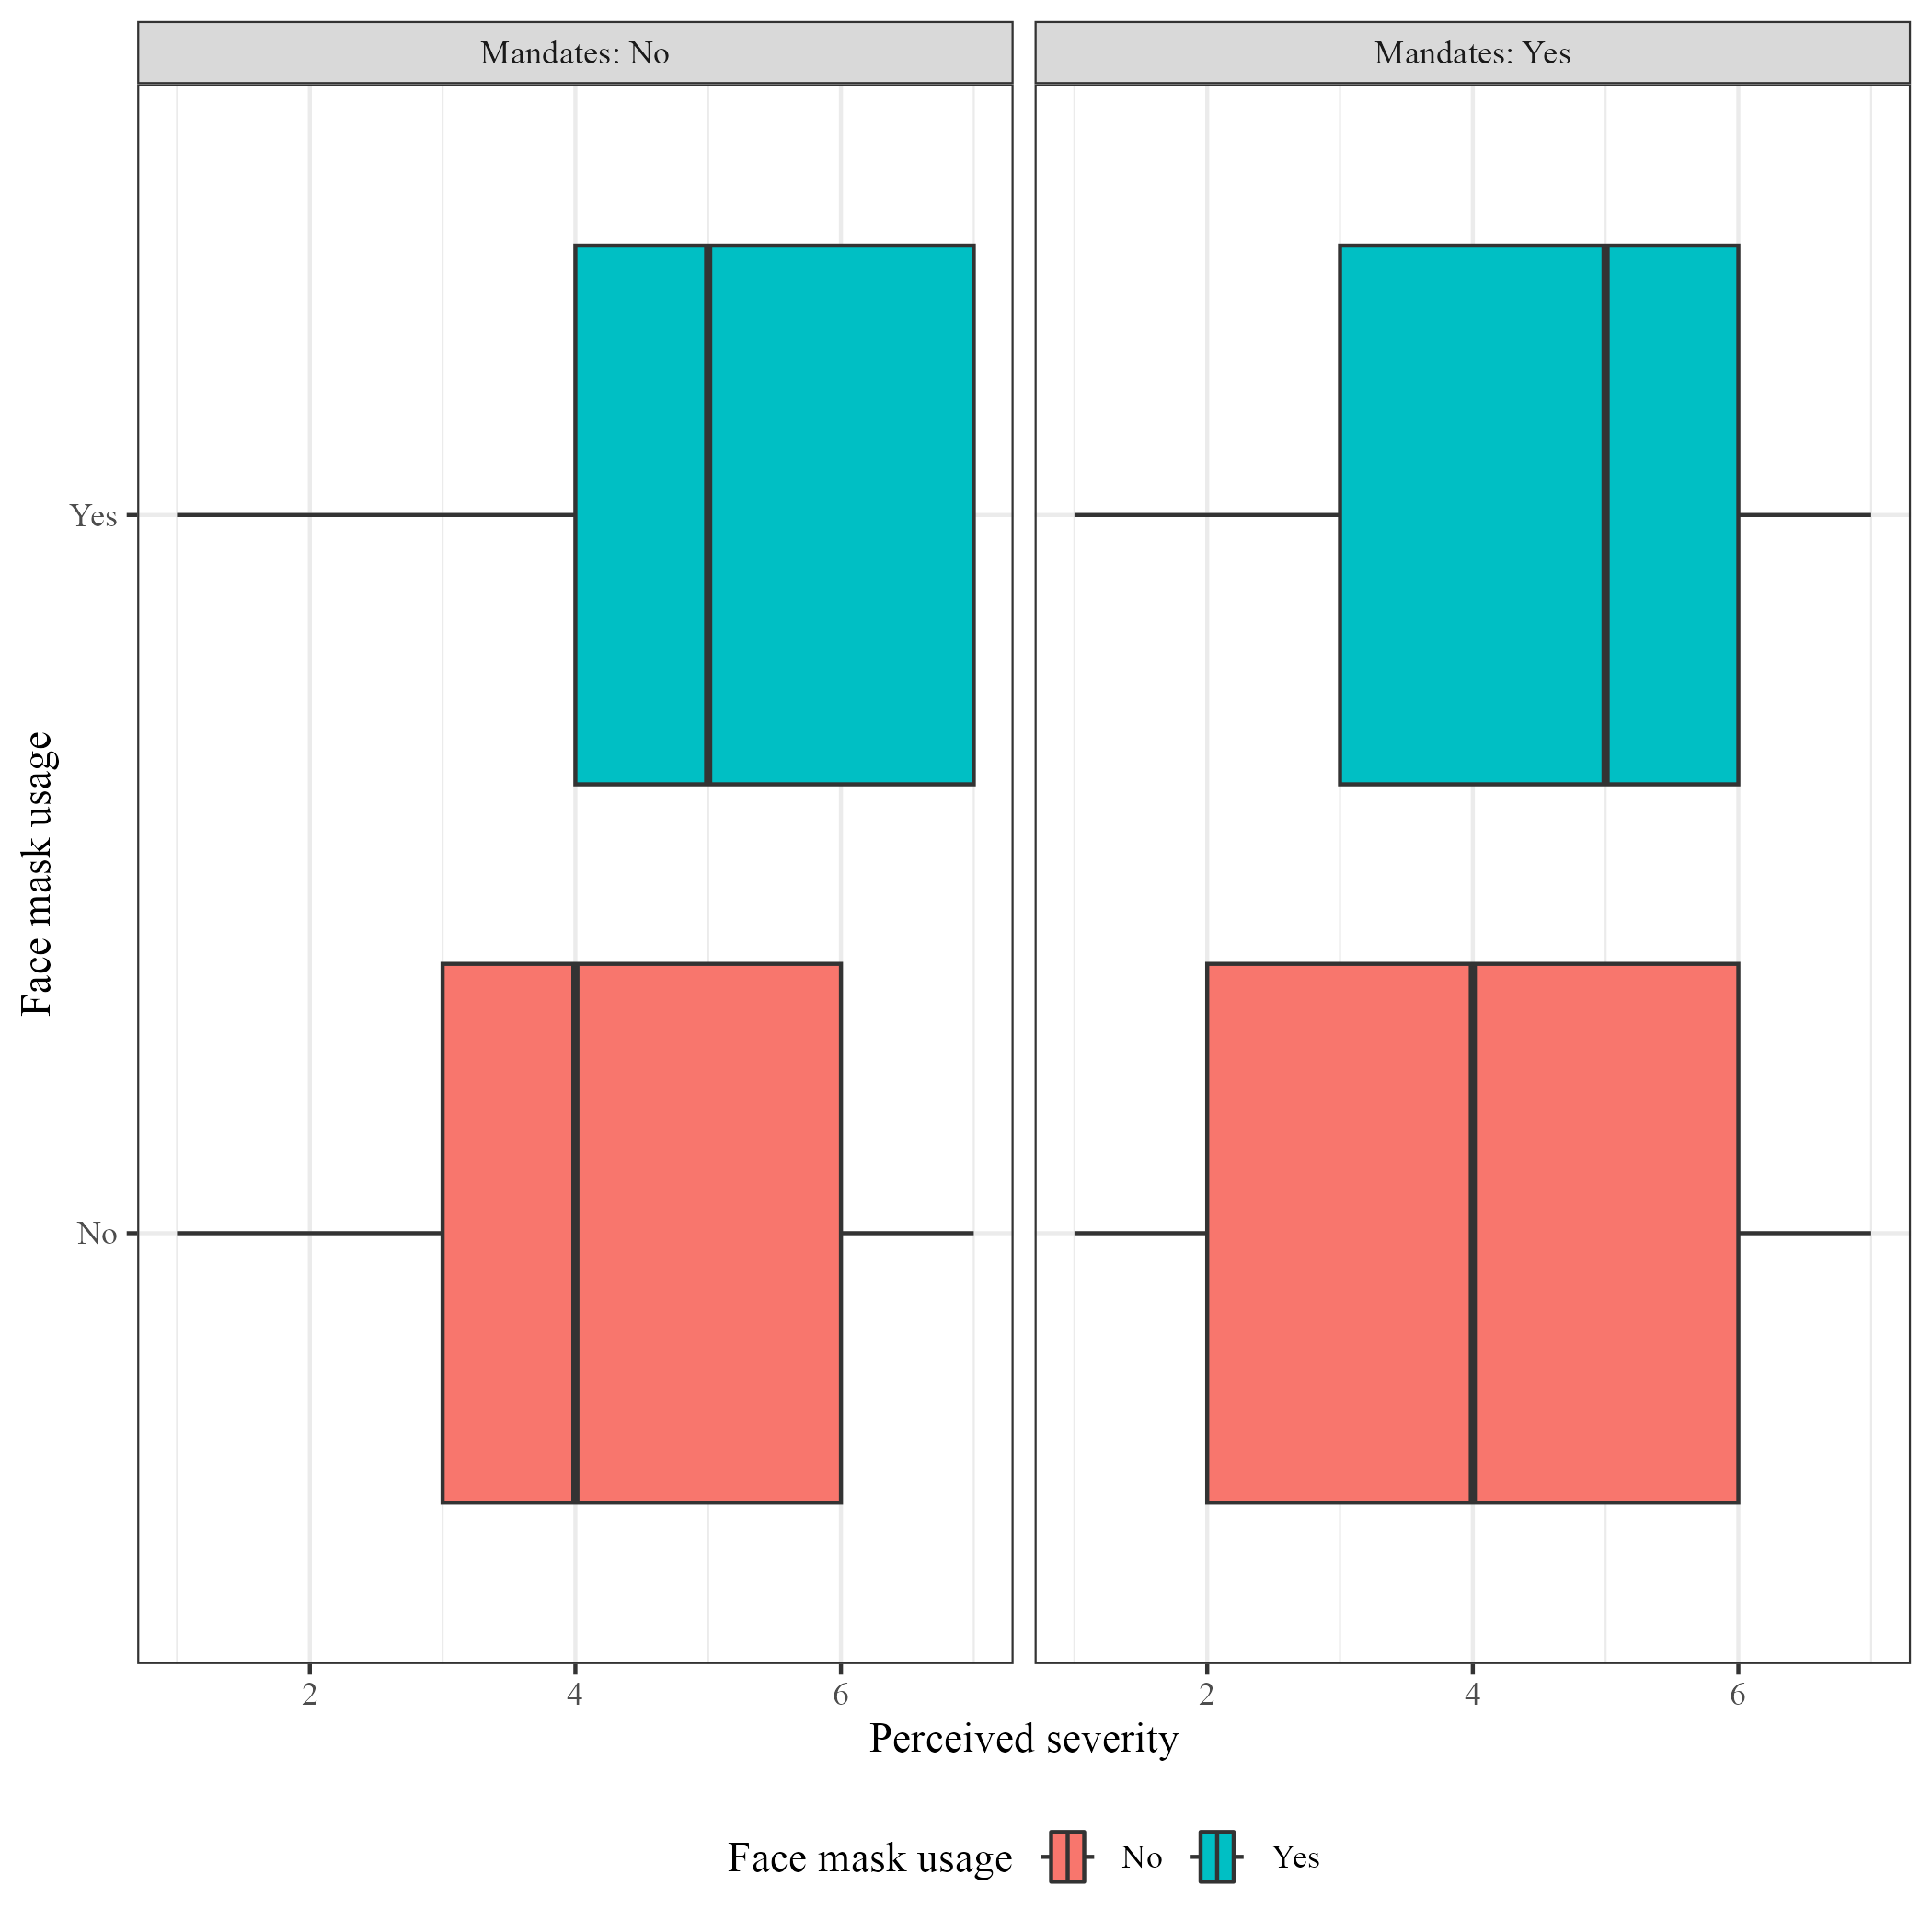 Mandates: No
Mandates: Yes
Face mask usage
Yes
No
2
4
6
2
4
6
Perceived severity
Face mask usage
No
Yes